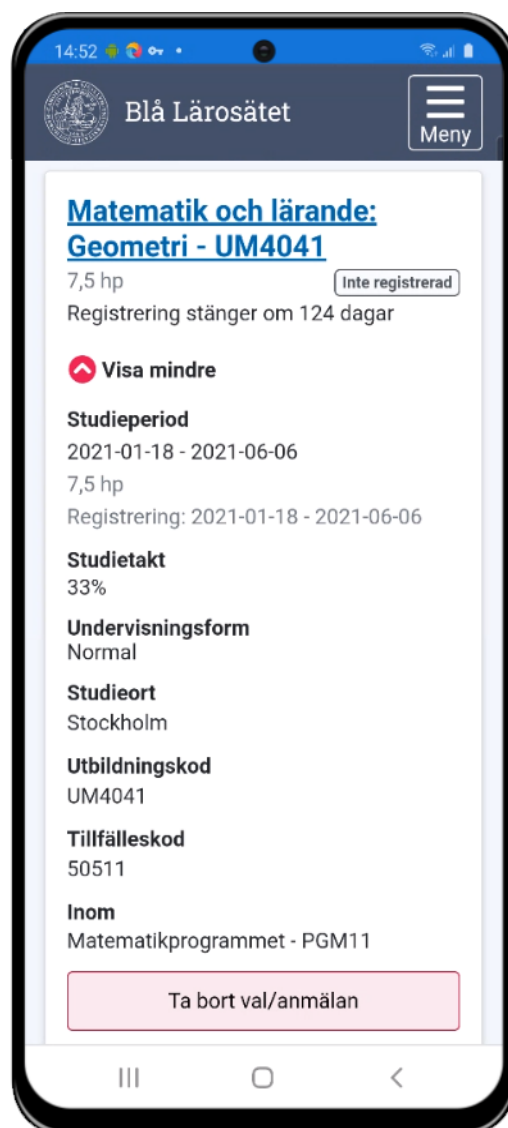 14:52
Blå Lärosätet
Meny
Matematik och lärande:
Geometri - UM4041
7,5 hp
Inte registrerad
Registrering stänger om 124 dagar
Visa mindre
Studieperiod
2021-01-18 - 2021-06-06
7,5 hp
Registrering: 2021-01-18 - 2021-06-06
Studietakt
33%
Undervisningsform
Normal
Studieort
Stockholm
Utbildningskod
UM4041
Tillfälleskod
50511
Inom
Matematikprogrammet - PGM11
Ta bort val/anmälan